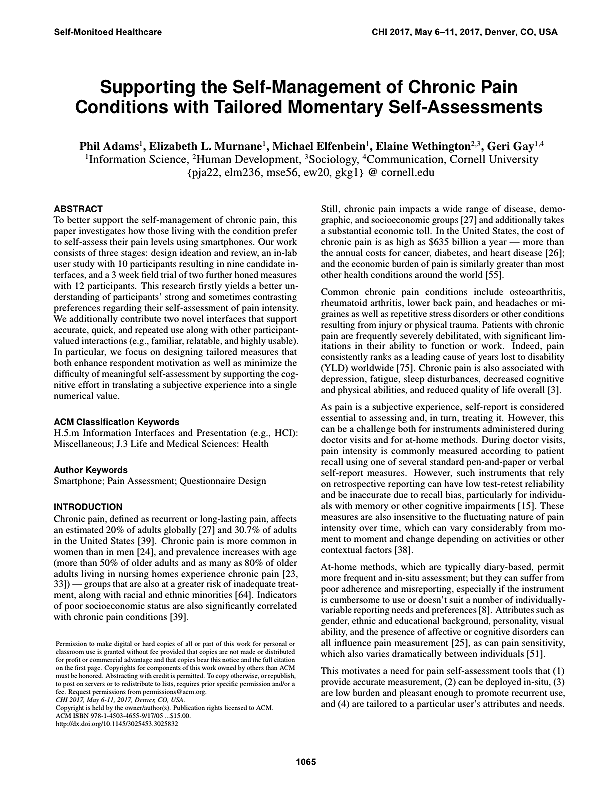 Self-Monitoed Healthcare
CHI 2017, May 6–11, 2017, Denver, CO, USA
Supporting the Self-Management of Chronic Pain
Conditions with Tailored Momentary Self-Assessments
Phil Adams¹, Elizabeth L. Murnane¹, Michael Elfenbein¹, Elaine Wethington²,³, Geri Gay¹,⁴
¹Information Science, ²Human Development, ³Sociology, ⁴Communication, Cornell University
{pja22, elm236, mse56, ew20, gkg1} @ cornell.edu
ABSTRACT
To better support the self-management of chronic pain, this
paper investigates how those living with the condition prefer
to self-assess their pain levels using smartphones. Our work
consists of three stages: design ideation and review, an in-lab
user study with 10 participants resulting in nine candidate in-
terfaces, and a 3 week field trial of two further honed measures
with 12 participants. This research firstly yields a better un-
derstanding of participants' strong and sometimes contrasting
preferences regarding their self-assessment of pain intensity.
We additionally contribute two novel interfaces that support
accurate, quick, and repeated use along with other participant-
valued interactions (e.g., familiar, relatable, and highly usable).
In particular, we focus on designing tailored measures that
both enhance respondent motivation as well as minimize the
difficulty of meaningful self-assessment by supporting the cog-
nitive effort in translating a subjective experience into a single
numerical value.
ACM Classification Keywords
H.5.m Information Interfaces and Presentation (e.g., HCI):
Miscellaneous; J.3 Life and Medical Sciences: Health
Author Keywords
Smartphone; Pain Assessment; Questionnaire Design
INTRODUCTION
Chronic pain, defined as recurrent or long-lasting pain, affects
an estimated 20% of adults globally [27] and 30.7% of adults
in the United States [39]. Chronic pain is more common in
women than in men [24], and prevalence increases with age
(more than 50% of older adults and as many as 80% of older
adults living in nursing homes experience chronic pain [23,
33]) — groups that are also at a greater risk of inadequate treat-
ment, along with racial and ethnic minorities [64]. Indicators
of poor socioeconomic status are also significantly correlated
with chronic pain conditions [39].
Permission to make digital or hard copies of all or part of this work for personal or
classroom use is granted without fee provided that copies are not made or distributed
for profit or commercial advantage and that copies bear this notice and the full citation
on the first page. Copyrights for components of this work owned by others than ACM
must be honored. Abstracting with credit is permitted. To copy otherwise, or republish,
to post on servers or to redistribute to lists, requires prior specific permission and/or a
fee. Request permissions from permissions@acm.org.
CHI 2017, May 6-11, 2017, Denver, CO, USA.
Copyright is held by the owner/author(s). Publication rights licensed to ACM.
ACM ISBN 978-1-4503-4655-9/17/05 ...$15.00.
http://dx.doi.org/10.1145/3025453.3025832
Still, chronic pain impacts a wide range of disease, demo-
graphic, and socioeconomic groups [27] and additionally takes
a substantial economic toll. In the United States, the cost of
chronic pain is as high as $635 billion a year — more than
the annual costs for cancer, diabetes, and heart disease [26];
and the economic burden of pain is similarly greater than most
other health conditions around the world [55].
Common chronic pain conditions include osteoarthritis,
rheumatoid arthritis, lower back pain, and headaches or mi-
graines as well as repetitive stress disorders or other conditions
resulting from injury or physical trauma. Patients with chronic
pain are frequently severely debilitated, with significant lim-
itations in their ability to function or work. Indeed, pain
consistently ranks as a leading cause of years lost to disability
(YLD) worldwide [75]. Chronic pain is also associated with
depression, fatigue, sleep disturbances, decreased cognitive
and physical abilities, and reduced quality of life overall [3].
As pain is a subjective experience, self-report is considered
essential to assessing and, in turn, treating it. However, this
can be a challenge both for instruments administered during
doctor visits and for at-home methods. During doctor visits,
pain intensity is commonly measured according to patient
recall using one of several standard pen-and-paper or verbal
self-report measures. However, such instruments that rely
on retrospective reporting can have low test-retest reliability
and be inaccurate due to recall bias, particularly for individu-
als with memory or other cognitive impairments [15]. These
measures are also insensitive to the fluctuating nature of pain
intensity over time, which can vary considerably from mo-
ment to moment and change depending on activities or other
contextual factors [38].
At-home methods, which are typically diary-based, permit
more frequent and in-situ assessment; but they can suffer from
poor adherence and misreporting, especially if the instrument
is cumbersome to use or doesn't suit a number of individually-
variable reporting needs and preferences [8]. Attributes such as
gender, ethnic and educational background, personality, visual
ability, and the presence of affective or cognitive disorders can
all influence pain measurement [25], as can pain sensitivity,
which also varies dramatically between individuals [51].
This motivates a need for pain self-assessment tools that (1)
provide accurate measurement, (2) can be deployed in-situ, (3)
are low burden and pleasant enough to promote recurrent use,
and (4) are tailored to a particular user's attributes and needs.
1065